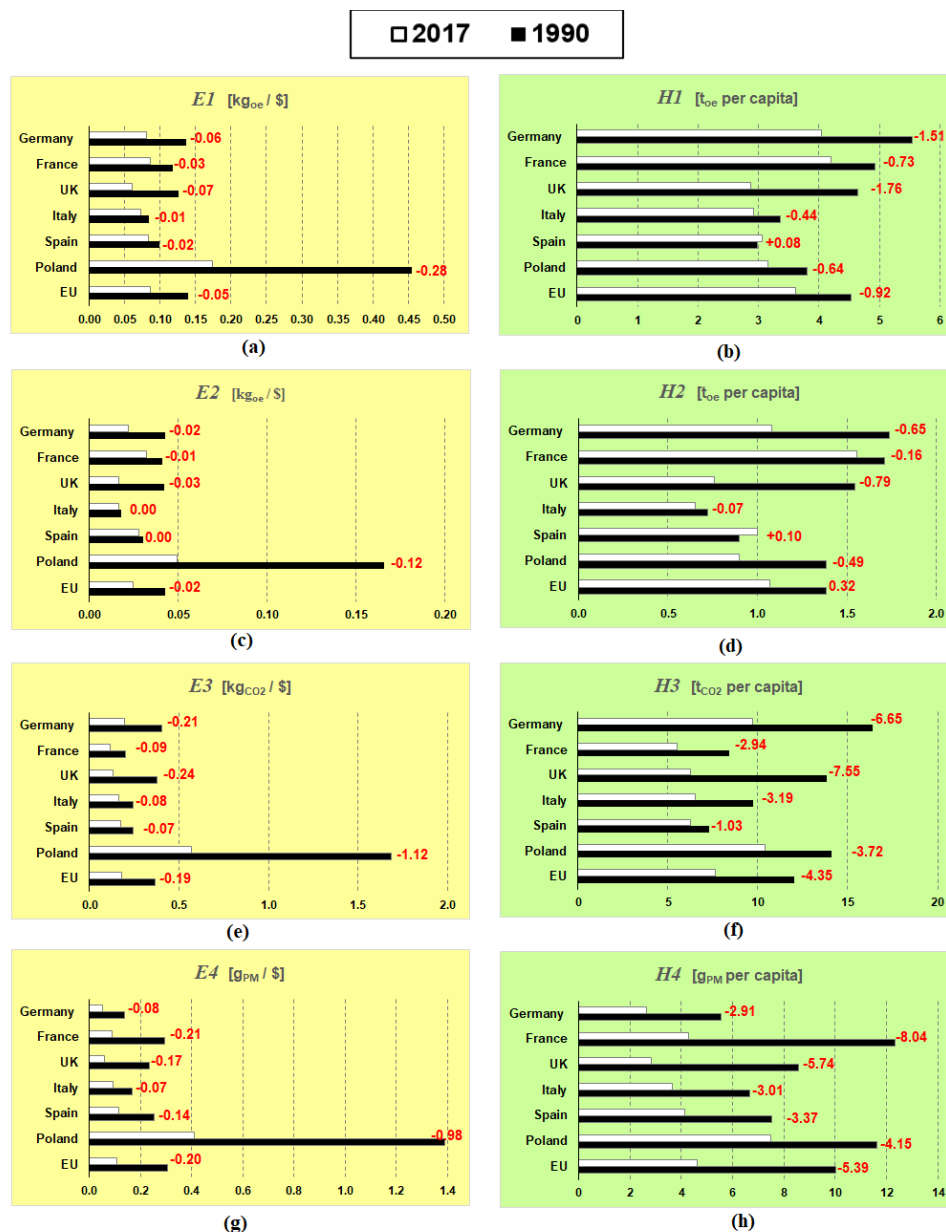 2017 1990
E1 [kgoe / $]
Germany -0.06
France -0.03
UK -0.07
Italy -0.01
Spain -0.02
Poland -0.28
EU -0.05
0.00 0.05 0.10 0.15 0.20 0.25 0.30 0.35 0.40 0.45 0.50
(a)
H1 [toe per capita]
Germany -1.51
France -0.73
UK -1.76
Italy -0.44
Spain +0.08
Poland -0.64
EU -0.92
0 1 2 3 4 5 6
(b)
E2 [kgoe / $]
Germany -0.02
France -0.01
UK -0.03
Italy 0.00
Spain 0.00
Poland -0.12
EU -0.02
0.00 0.05 0.10 0.15 0.20
(c)
H2 [toe per capita]
Germany -0.65
France -0.16
UK -0.79
Italy -0.07
Spain +0.10
Poland -0.49
EU 0.32
0.0 0.5 1.0 1.5 2.0
(d)
E3 [kgCO2 / $]
Germany -0.21
France -0.09
UK -0.24
Italy -0.08
Spain -0.07
Poland -1.12
EU -0.19
0.0 0.5 1.0 1.5 2.0
(e)
H3 [tCO2 per capita]
Germany -6.65
France -2.94
UK -7.55
Italy -3.19
Spain -1.03
Poland -3.72
EU -4.35
0 5 10 15 20
(f)
E4 [gPM / $]
Germany -0.08
France -0.21
UK -0.17
Italy -0.07
Spain -0.14
Poland -0.98
EU -0.20
0.0 0.2 0.4 0.6 0.8 1.0 1.2 1.4
(g)
H4 [gPM per capita]
Germany -2.91
France -8.04
UK -5.74
Italy -3.01
Spain -3.37
Poland -4.15
EU -5.39
0 2 4 6 8 10 12 14
(h)